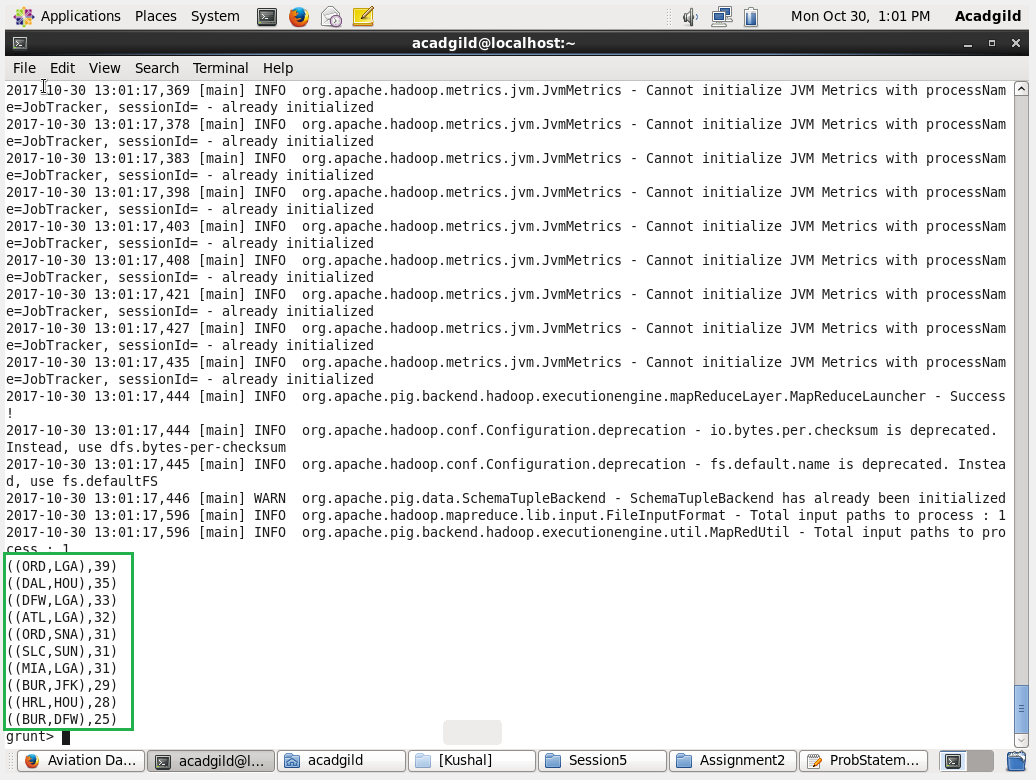 Applications Places System Mon Oct 30, 1:01 PM Acadgild
acadgild@localhost:~
File Edit View Search Terminal Help
2017-10-30 13:01:17,369 [main] INFO  org.apache.hadoop.metrics.jvm.JvmMetrics - Cannot initialize JVM Metrics with processNam
e=JobTracker, sessionId= - already initialized
2017-10-30 13:01:17,378 [main] INFO  org.apache.hadoop.metrics.jvm.JvmMetrics - Cannot initialize JVM Metrics with processNam
e=JobTracker, sessionId= - already initialized
2017-10-30 13:01:17,383 [main] INFO  org.apache.hadoop.metrics.jvm.JvmMetrics - Cannot initialize JVM Metrics with processNam
e=JobTracker, sessionId= - already initialized
2017-10-30 13:01:17,398 [main] INFO  org.apache.hadoop.metrics.jvm.JvmMetrics - Cannot initialize JVM Metrics with processNam
e=JobTracker, sessionId= - already initialized
2017-10-30 13:01:17,403 [main] INFO  org.apache.hadoop.metrics.jvm.JvmMetrics - Cannot initialize JVM Metrics with processNam
e=JobTracker, sessionId= - already initialized
2017-10-30 13:01:17,408 [main] INFO  org.apache.hadoop.metrics.jvm.JvmMetrics - Cannot initialize JVM Metrics with processNam
e=JobTracker, sessionId= - already initialized
2017-10-30 13:01:17,421 [main] INFO  org.apache.hadoop.metrics.jvm.JvmMetrics - Cannot initialize JVM Metrics with processNam
e=JobTracker, sessionId= - already initialized
2017-10-30 13:01:17,427 [main] INFO  org.apache.hadoop.metrics.jvm.JvmMetrics - Cannot initialize JVM Metrics with processNam
e=JobTracker, sessionId= - already initialized
2017-10-30 13:01:17,435 [main] INFO  org.apache.hadoop.metrics.jvm.JvmMetrics - Cannot initialize JVM Metrics with processNam
e=JobTracker, sessionId= - already initialized
2017-10-30 13:01:17,444 [main] INFO  org.apache.pig.backend.hadoop.executionengine.mapReduceLayer.MapReduceLauncher - Success
!
2017-10-30 13:01:17,444 [main] INFO  org.apache.hadoop.conf.Configuration.deprecation - io.bytes.per.checksum is deprecated.
Instead, use dfs.bytes-per-checksum
2017-10-30 13:01:17,445 [main] INFO  org.apache.hadoop.conf.Configuration.deprecation - fs.default.name is deprecated. Instea
d, use fs.defaultFS
2017-10-30 13:01:17,446 [main] WARN  org.apache.pig.data.SchemaTupleBackend - SchemaTupleBackend has already been initialized
2017-10-30 13:01:17,596 [main] INFO  org.apache.hadoop.mapreduce.lib.input.FileInputFormat - Total input paths to process : 1
2017-10-30 13:01:17,596 [main] INFO  org.apache.pig.backend.hadoop.executionengine.util.MapRedUtil - Total input paths to pro
cess : 1
((ORD,LGA),39)
((DAL,HOU),35)
((DFW,LGA),33)
((ATL,LGA),32)
((ORD,SNA),31)
((SLC,SUN),31)
((MIA,LGA),31)
((BUR,JFK),29)
((HRL,HOU),28)
((BUR,DFW),25)
grunt>
Aviation Da... acadgild@l... acadgild [Kushal] Session5 Assignment2 ProbStatem...